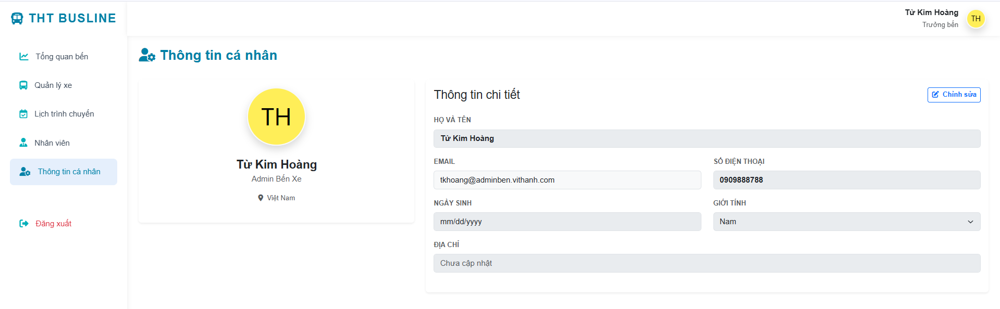 THT BUSLINE
Từ Kim Hoàng
Trưởng bến
TH
Tổng quan bến
Quản lý xe
Lịch trình chuyến
Nhân viên
Thông tin cá nhân
Đăng xuất
Thông tin cá nhân
TH
Từ Kim Hoàng
Admin Bến Xe
Việt Nam
Thông tin chi tiết
Chỉnh sửa
HỌ VÀ TÊN
Từ Kim Hoàng
EMAIL
tkhoang@adminben.vithanh.com
SỐ ĐIỆN THOẠI
0909888788
NGÀY SINH
mm/dd/yyyy
GIỚI TÍNH
Nam
ĐỊA CHỈ
Chưa cập nhật